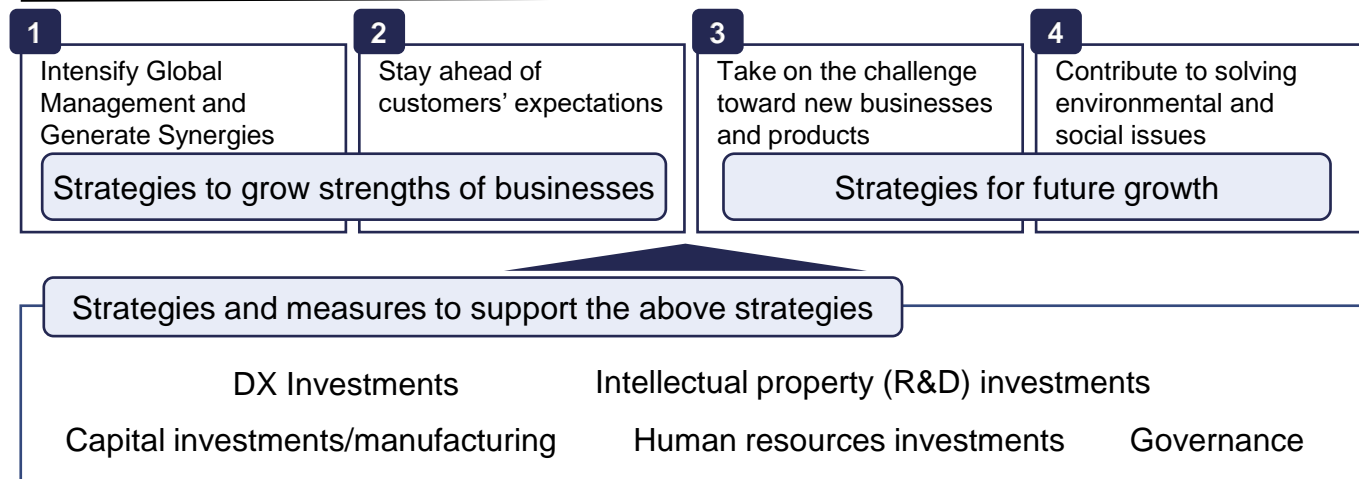 1
Intensify Global
Management and
Generate Synergies
2
Stay ahead of
customers’ expectations
3
Take on the challenge
toward new businesses
and products
4
Contribute to solving
environmental and
social issues
Strategies to grow strengths of businesses
Strategies for future growth
Strategies and measures to support the above strategies
DX Investments
Intellectual property (R&D) investments
Capital investments/manufacturing
Human resources investments
Governance